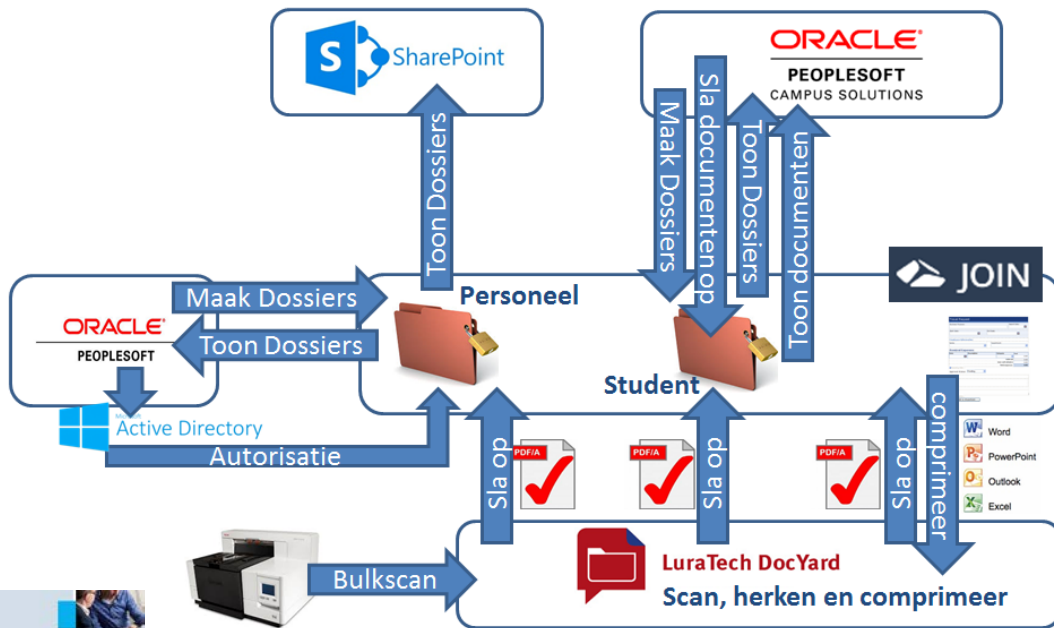 S
SharePoint
ORACLE
PEOPLESOFT
CAMPUS SOLUTIONS
Toon Dossiers
Maak Dossiers
Sla documenten op
Toon Dossiers
Toon documenten
JOIN
Maak Dossiers
Personeel
ORACLE
PEOPLESOFT
Toon Dossiers
Student
Microsoft
Active Directory
Autorisatie
Sla op
PDF/A
Sla op
PDF/A
Sla op
PDF/A
comprimeer
Word
PowerPoint
Outlook
Excel
Bulkscan
LuraTech DocYard
Scan, herken en comprimeer